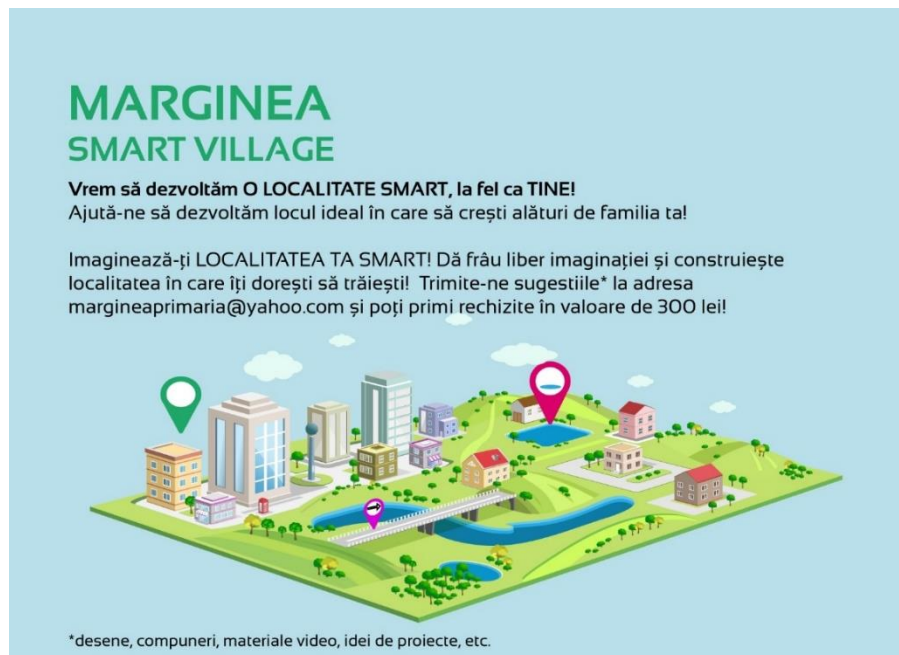 MARGINEA
SMART VILLAGE
Vrem să dezvoltăm O LOCALITATE SMART, la fel ca TINE!
Ajută-ne să dezvoltăm locul ideal în care să crești alături de familia ta!
Imaginează-ți LOCALITATEA TA SMART! Dă frâu liber imaginației și construiește
localitatea în care îți dorești să trăiești! Trimite-ne sugestiile* la adresa
margineaprimaria@yahoo.com și poți primi rechizite în valoare de 300 lei!
*desene, compuneri, materiale video, idei de proiecte, etc.